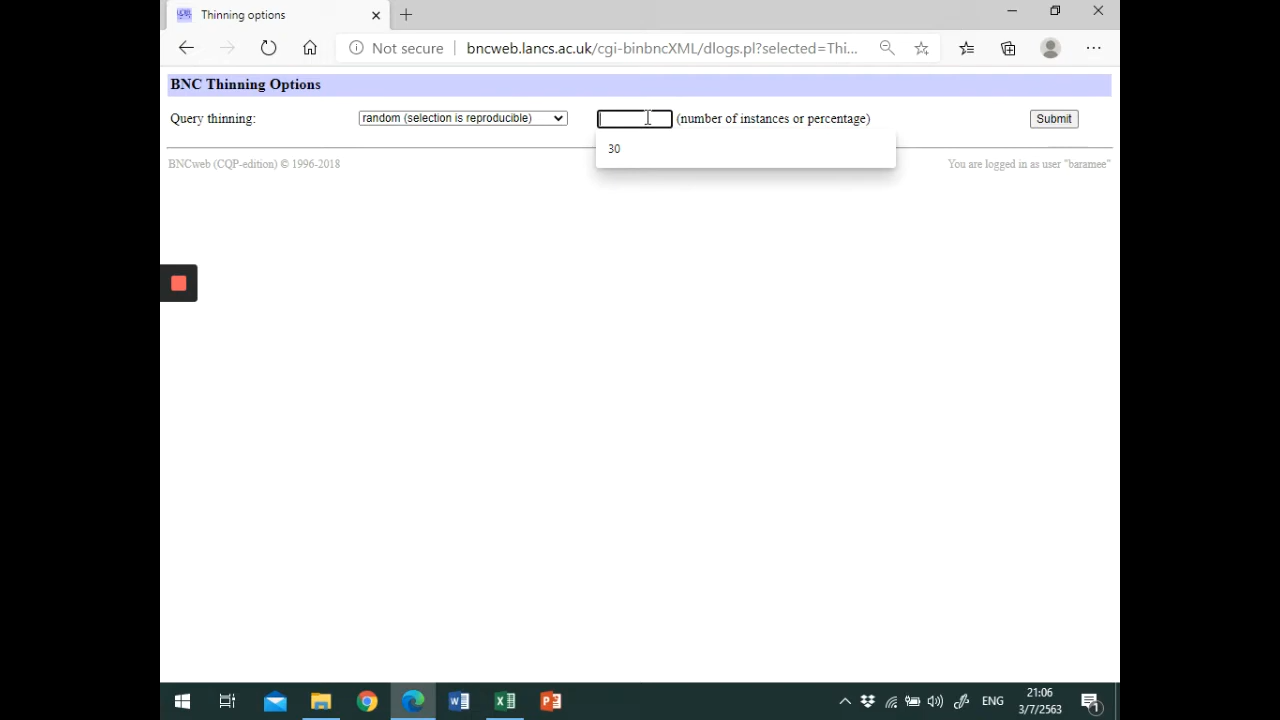 Thinning options
Not secure
bncweb.lancs.ac.uk/cgi-binbncXML/dlogs.pl?selected=Thi...
BNC Thinning Options
Query thinning:
random (selection is reproducible)
(number of instances or percentage)
Submit
30
BNCweb (CQP-edition) © 1996-2018
You are logged in as user "baramee"
ENG
21:06
3/7/2563
1